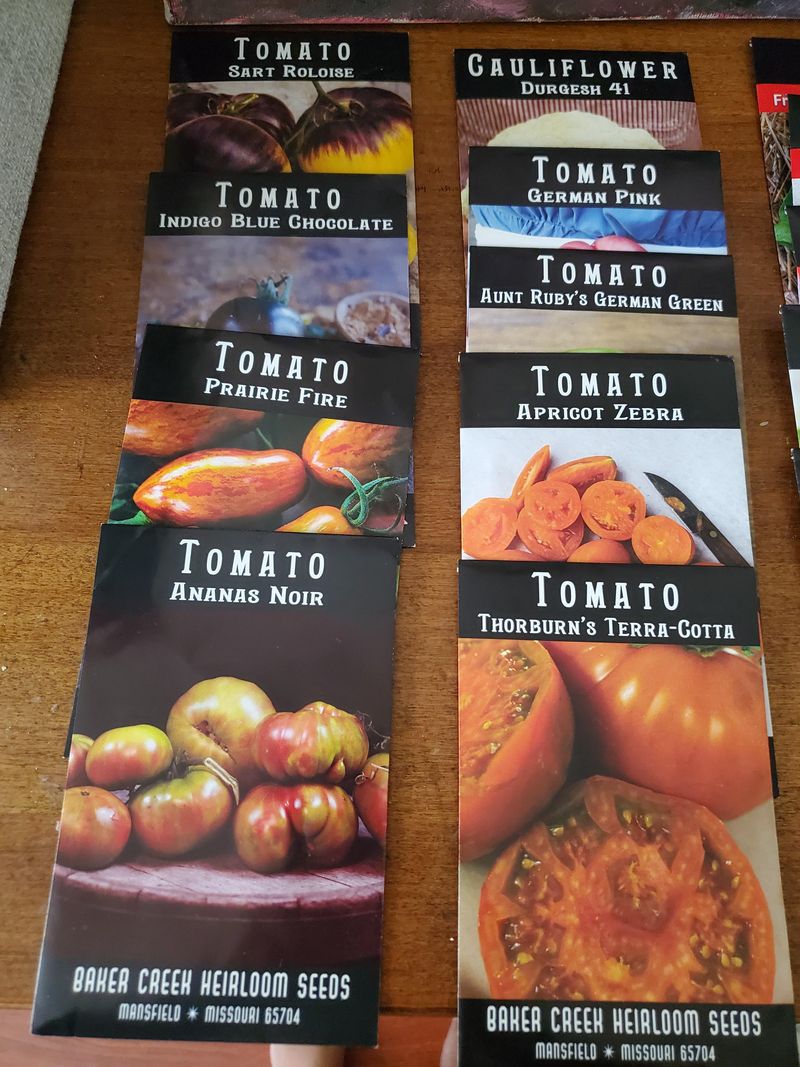 TOMATO
SART ROLOISE
TOMATO
INDIGO BLUE CHOCOLATE
TOMATO
PRAIRIE FIRE
TOMATO
ANANAS NOIR
BAKER CREEK HEIRLOOM SEEDS
MANSFIELD * MISSOURI 65704
CAULIFLOWER
DURGESH 41
TOMATO
GERMAN PINK
TOMATO
AUNT RUBY'S GERMAN GREEN
TOMATO
APRICOT ZEBRA
TOMATO
THORBURN'S TERRA-COTTA
BAKER CREEK HEIRLOOM SEEDS
MANSFIELD * MISSOURI 65704